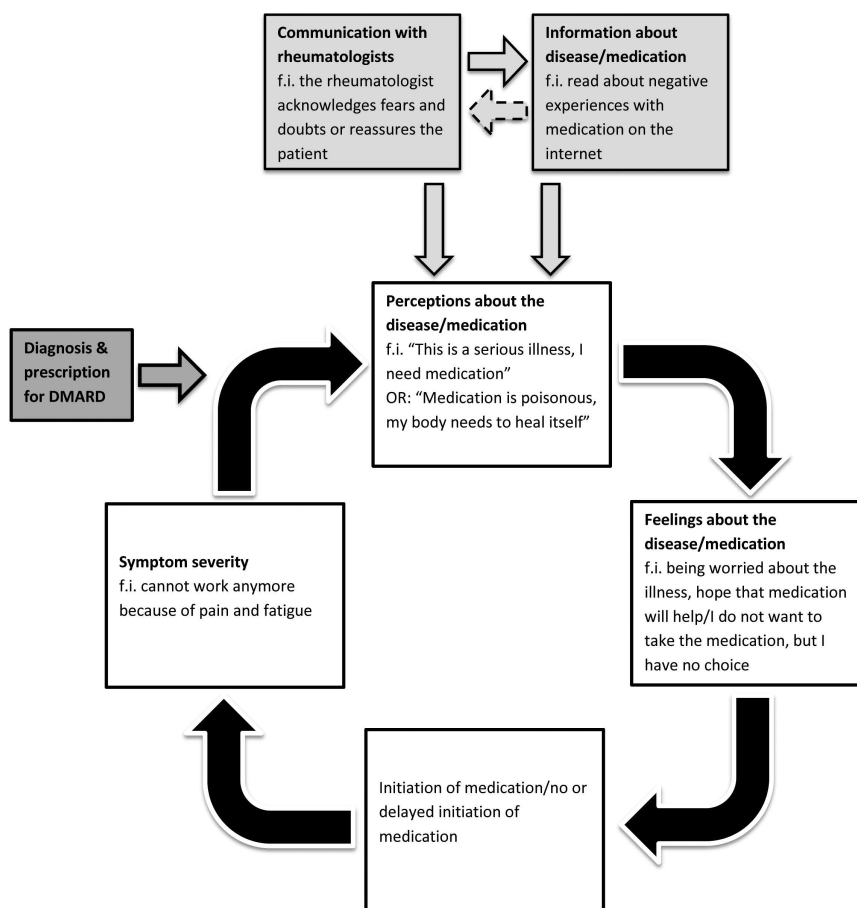 Communication with
rheumatologists
f.i. the rheumatologist
acknowledges fears and
doubts or reassures the
patient
Information about
disease/medication
f.i. read about negative
experiences with
medication on the
internet
Perceptions about the
disease/medication
f.i. “This is a serious illness, I
need medication”
OR: “Medication is poisonous,
my body needs to heal itself”
Diagnosis &
prescription
for DMARD
Feelings about the
disease/medication
f.i. being worried about the
illness, hope that medication
will help/I do not want to
take the medication, but I
have no choice
Symptom severity
f.i. cannot work anymore
because of pain and fatigue
Initiation of medication/no or
delayed initiation of
medication